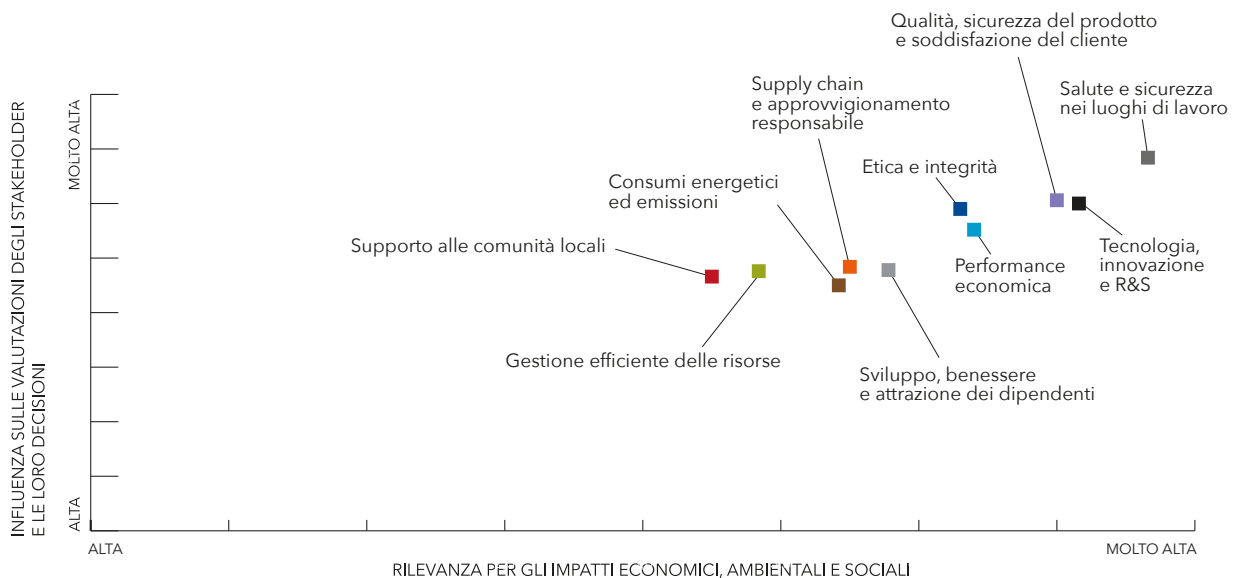 Qualità, sicurezza del prodotto
e soddisfazione del cliente
Supply chain
e approvvigionamento
responsabile
Salute e sicurezza
nei luoghi di lavoro
Etica e integrità
Consumi energetici
ed emissioni
Supporto alle comunità locali
Performance
economica
Tecnologia,
innovazione
e R&S
Gestione efficiente delle risorse
Sviluppo, benessere
e attrazione dei dipendenti
INFLUENZA SULLE VALUTAZIONI DEGLI STAKEHOLDER
E LE LORO DECISIONI
MOLTO ALTA
ALTA
ALTA
MOLTO ALTA
RILEVANZA PER GLI IMPATTI ECONOMICI, AMBIENTALI E SOCIALI